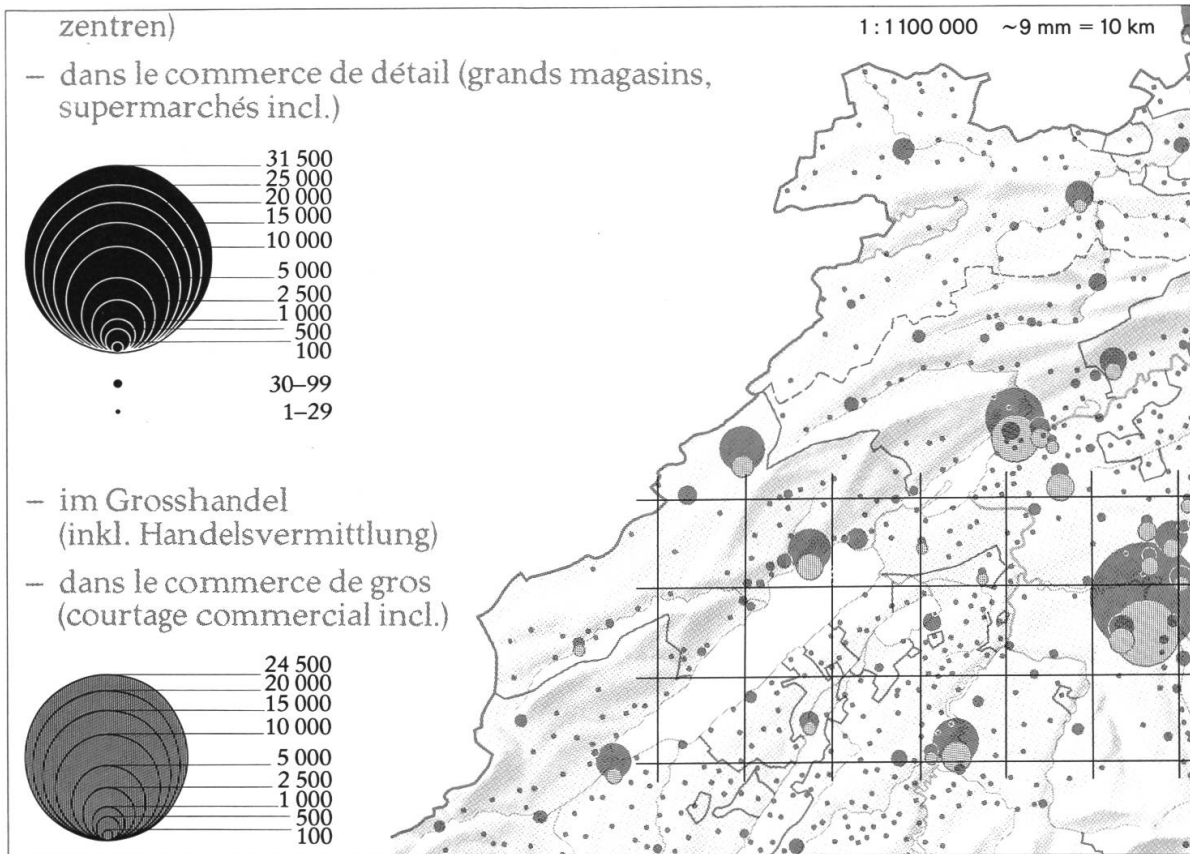 zentren)
– dans le commerce de détail (grands magasins,
supermarchés incl.)
31 500
25 000
20 000
15 000
10 000
5 000
2 500
1 000
500
100
30–99
1–29
– im Grosshandel
(inkl. Handelsvermittlung)
– dans le commerce de gros
(courtage commercial incl.)
24 500
20 000
15 000
10 000
5 000
2 500
1 000
500
100
1:1100 000 ~9 mm = 10 km